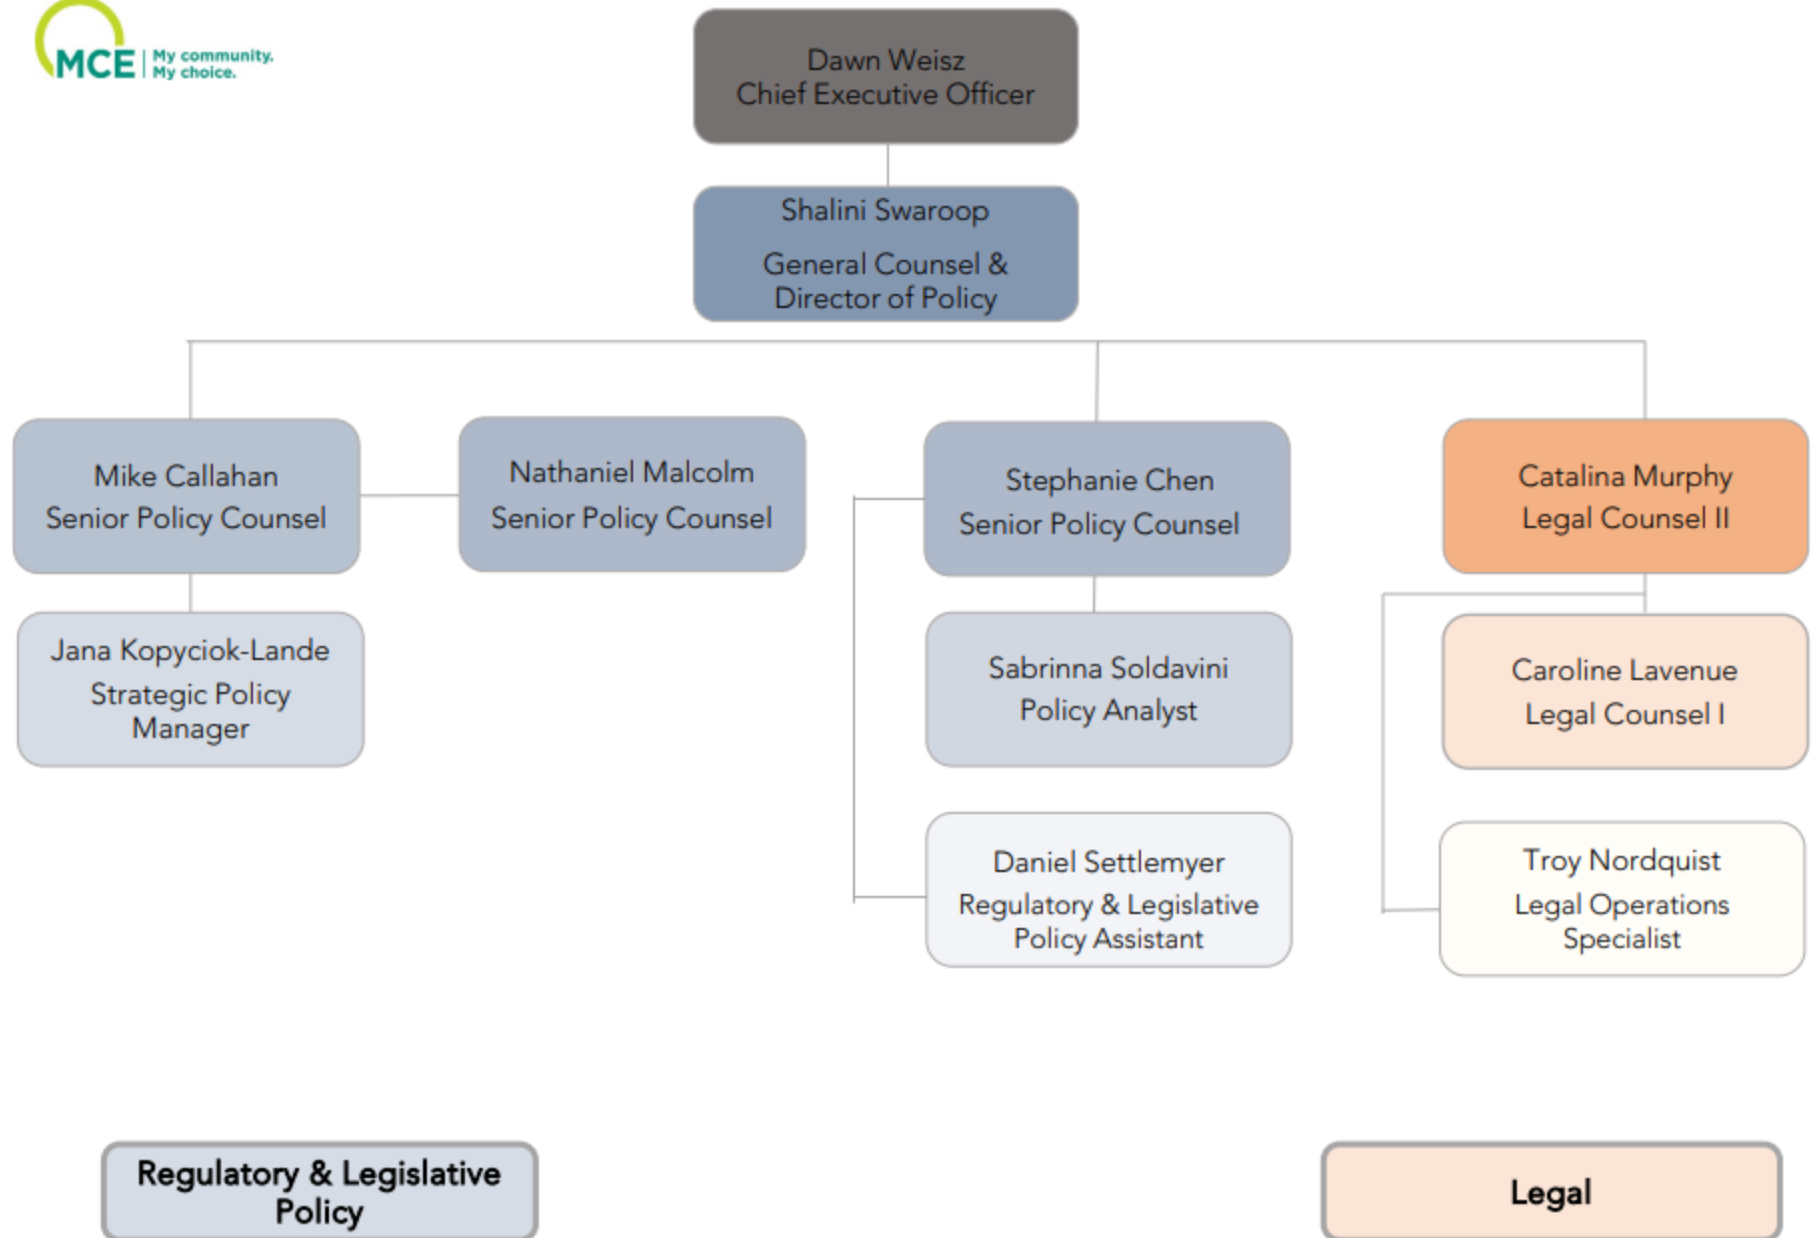 MCE
My community.
My choice.
Dawn Weisz
Chief Executive Officer
Shalini Swaroop
General Counsel &
Director of Policy
Mike Callahan
Senior Policy Counsel
Nathaniel Malcolm
Senior Policy Counsel
Stephanie Chen
Senior Policy Counsel
Catalina Murphy
Legal Counsel II
Jana Kopyciok-Lande
Strategic Policy
Manager
Sabrinna Soldavini
Policy Analyst
Caroline Lavenue
Legal Counsel I
Daniel Settlemyer
Regulatory & Legislative
Policy Assistant
Troy Nordquist
Legal Operations
Specialist
Regulatory & Legislative
Policy
Legal